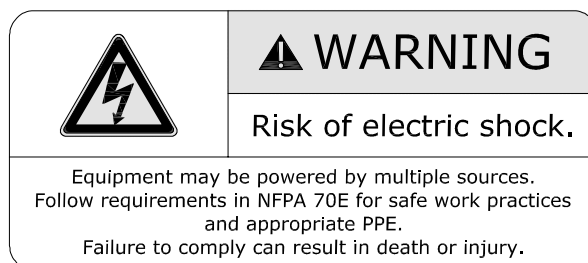 WARNING
Risk of electric shock.
Equipment may be powered by multiple sources.
Follow requirements in NFPA 70E for safe work practices
and appropriate PPE.
Failure to comply can result in death or injury.